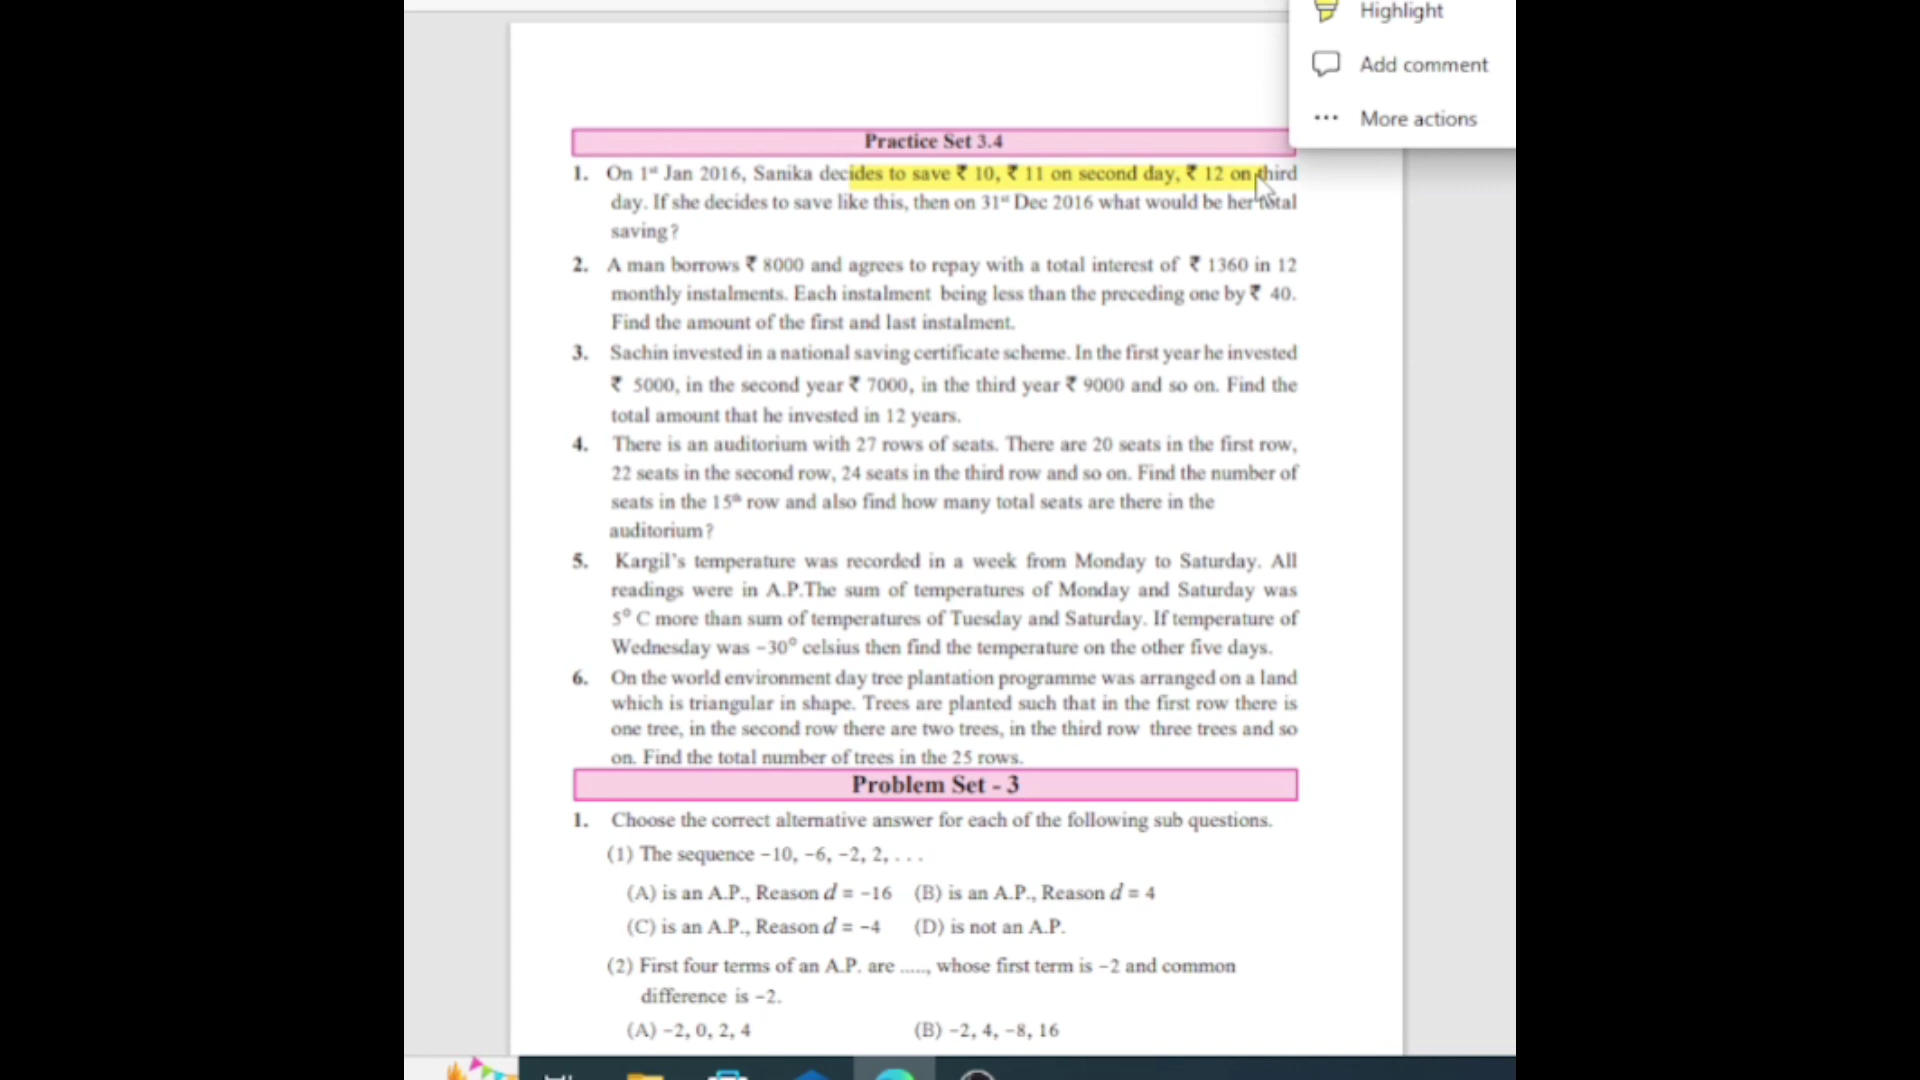 Highlight
Add comment
More actions
Practice Set 3.4
1. On 1st Jan 2016, Sanika decides to save ₹ 10, ₹ 11 on second day, ₹ 12 on third
day. If she decides to save like this, then on 31st Dec 2016 what would be her total
saving?
2. A man borrows ₹ 8000 and agrees to repay with a total interest of ₹ 1360 in 12
monthly instalments. Each instalment being less than the preceding one by ₹ 40.
Find the amount of the first and last instalment.
3. Sachin invested in a national saving certificate scheme. In the first year he invested
₹ 5000, in the second year ₹ 7000, in the third year ₹ 9000 and so on. Find the
total amount that he invested in 12 years.
4. There is an auditorium with 27 rows of seats. There are 20 seats in the first row,
22 seats in the second row, 24 seats in the third row and so on. Find the number of
seats in the 15th row and also find how many total seats are there in the
auditorium?
5. Kargil's temperature was recorded in a week from Monday to Saturday. All
readings were in A.P.The sum of temperatures of Monday and Saturday was
5° C more than sum of temperatures of Tuesday and Saturday. If temperature of
Wednesday was −30° celsius then find the temperature on the other five days.
6. On the world environment day tree plantation programme was arranged on a land
which is triangular in shape. Trees are planted such that in the first row there is
one tree, in the second row there are two trees, in the third row three trees and so
on. Find the total number of trees in the 25 rows.
Problem Set - 3
1. Choose the correct alternative answer for each of the following sub questions.
(1) The sequence −10, −6, −2, 2, . . .
(A) is an A.P., Reason d = −16 (B) is an A.P., Reason d = 4
(C) is an A.P., Reason d = −4 (D) is not an A.P.
(2) First four terms of an A.P. are ....., whose first term is −2 and common
difference is −2.
(A) −2, 0, 2, 4 (B) −2, 4, −8, 16